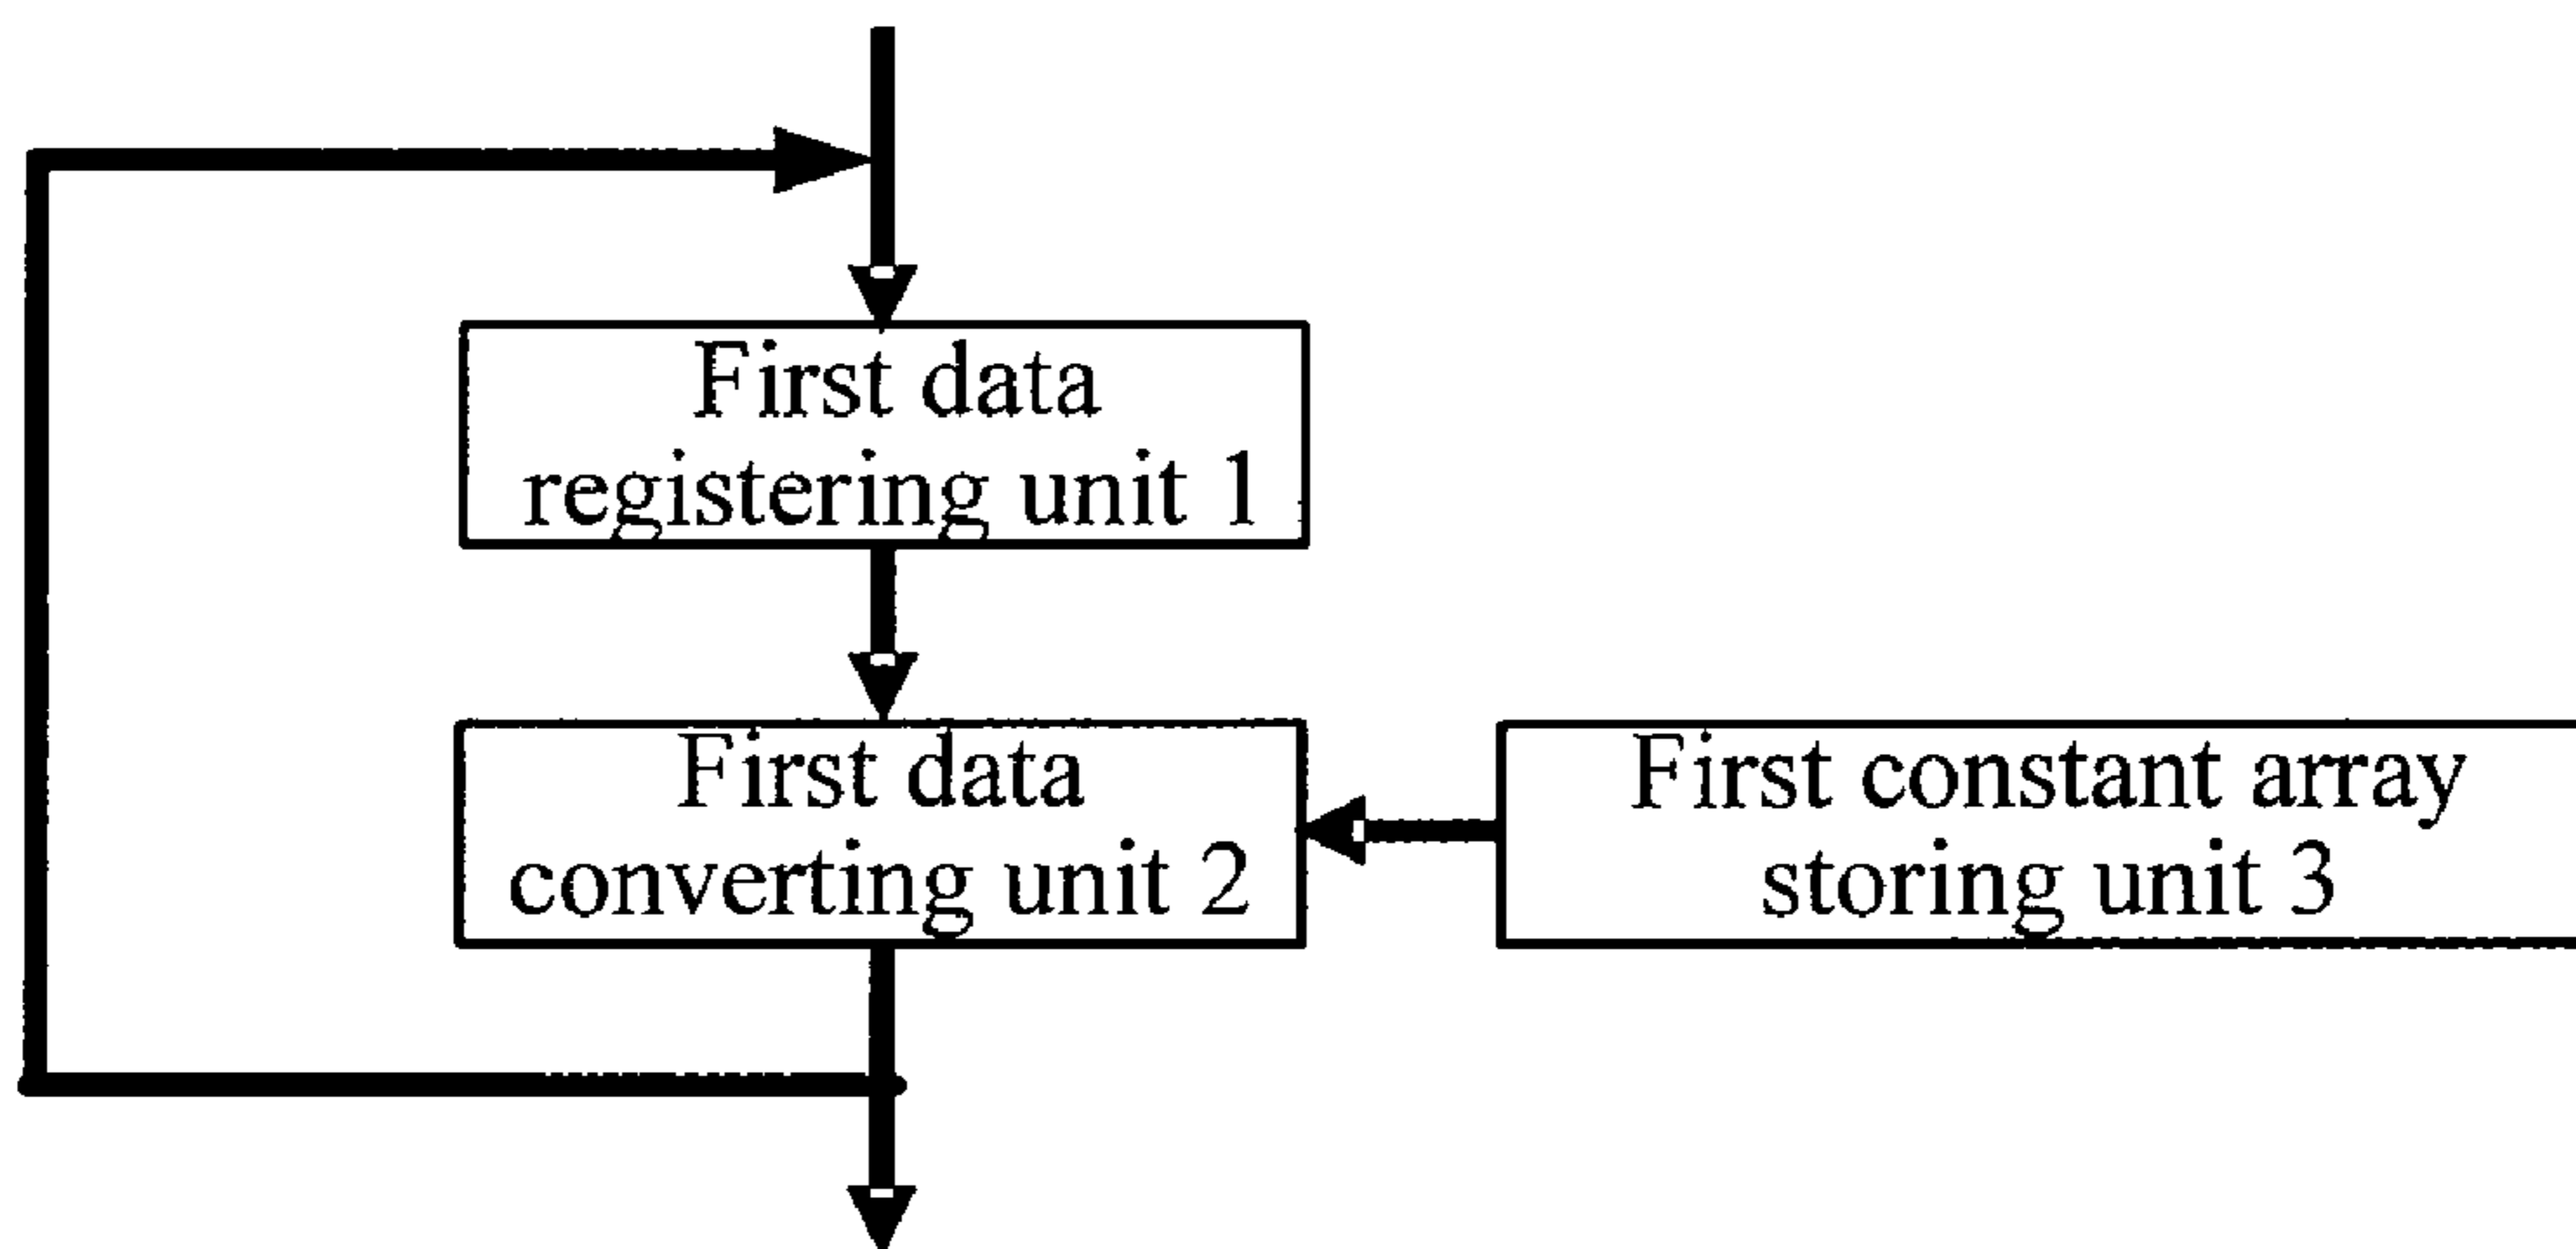 First data
registering unit 1
First data
converting unit 2
First constant array
storing unit 3